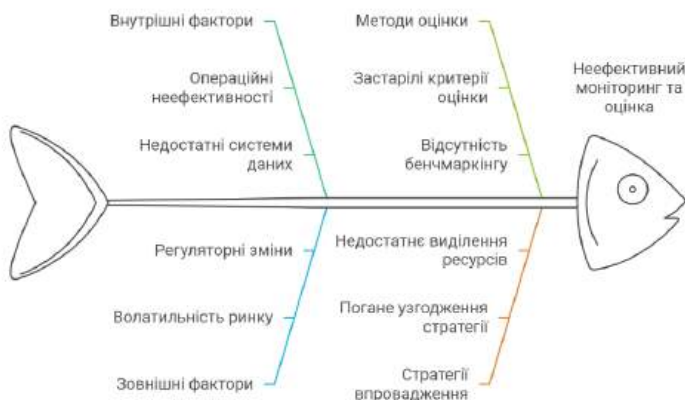 Внутрішні фактори
Операційні
неефективності
Недостатні системи
даних
Методи оцінки
Застарілі критерії
оцінки
Відсутність
бенчмаркінгу
Неефективний
моніторинг та
оцінка
Регуляторні зміни
Волатильність ринку
Зовнішні фактори
Недостатнє виділення
ресурсів
Погане узгодження
стратегії
Стратегії
впровадження